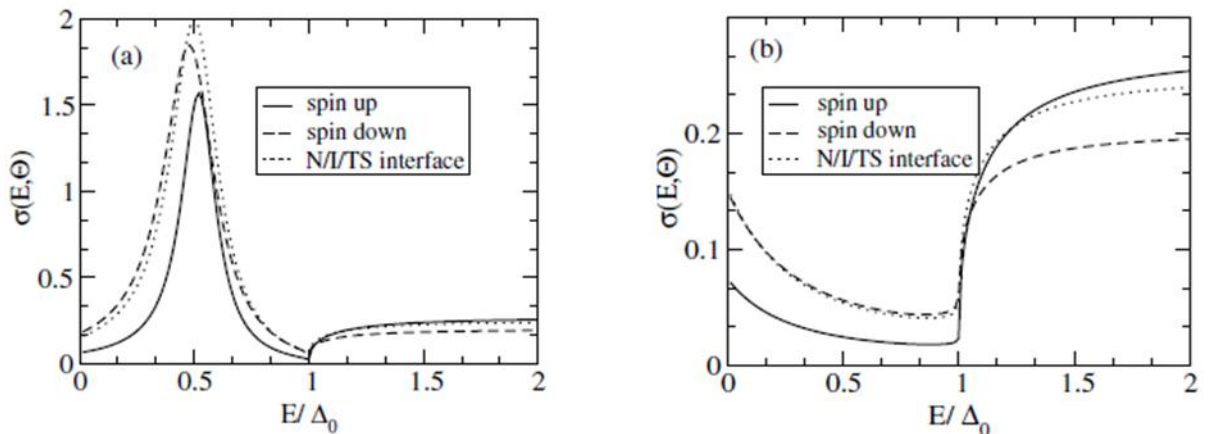 2
(a)
spin up
spin down
N/I/TS interface
1.5
1
0.5
0
σ(E,Θ)
0
0.5
1
1.5
2
E/ Δ₀
(b)
spin up
spin down
N/I/TS interface
0.2
0.1
0
σ(E,Θ)
0
0.5
1
1.5
2
E/Δ₀